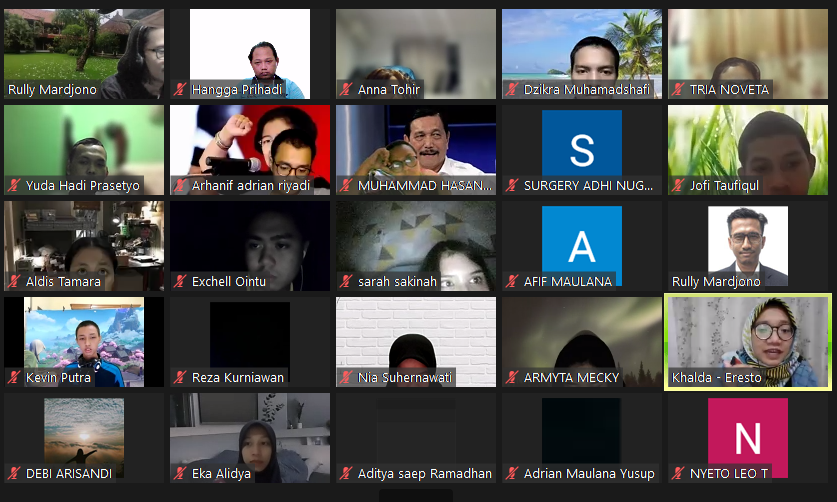 Rully Mardjono
Hangga Prihadi
Anna Tohir
Dzikra Muhamadshafi
TRIA NOVETA
Yuda Hadi Prasetyo
Arhanif adrian riyadi
MUHAMMAD HASAN...
S
SURGERY ADHI NUG...
Jofi Taufiqul
Aldis Tamara
Exchell Ointu
sarah sakinah
A
AFIF MAULANA
Rully Mardjono
Kevin Putra
Reza Kurniawan
Nia Suhernawati
ARMYTA MECKY
Khalda - Eresto
DEBI ARISANDI
Eka Alidya
Aditya saep Ramadhan
Adrian Maulana Yusup
N
NYETO LEO T